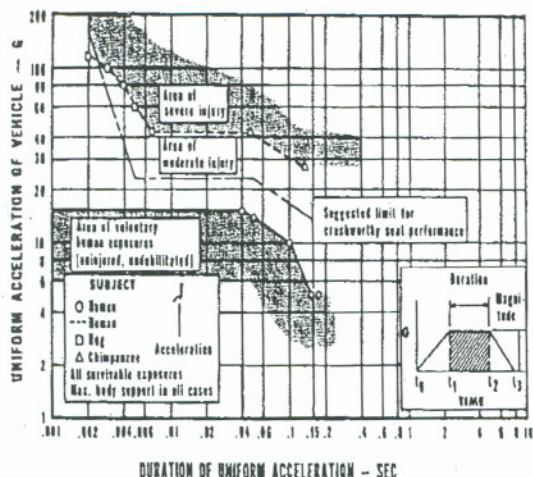 UNIFORM ACCELERATION OF VEHICLE — G
200
100
80
60
40
30
20
10
8
6
4
2
1
Area of
severe injury
Area of
moderate injury
Suggested limit for
crashworthy seat performance
Area of voluntary
human exposures
[uninjured, undebilitated]
SUBJECT
Human
Human
Hog
Chimpanzee
Acceleration
All survivable exposures
Max. body support in all cases
Duration
Magni-
tude
G
t0 t1 t2 t3
TIME
.001 .002 .004 .006 .01 .02 .04 .06 .1 .15 .2 .4 .6 .8 1 2 4 6 8 10
DURATION OF UNIFORM ACCELERATION — SEC